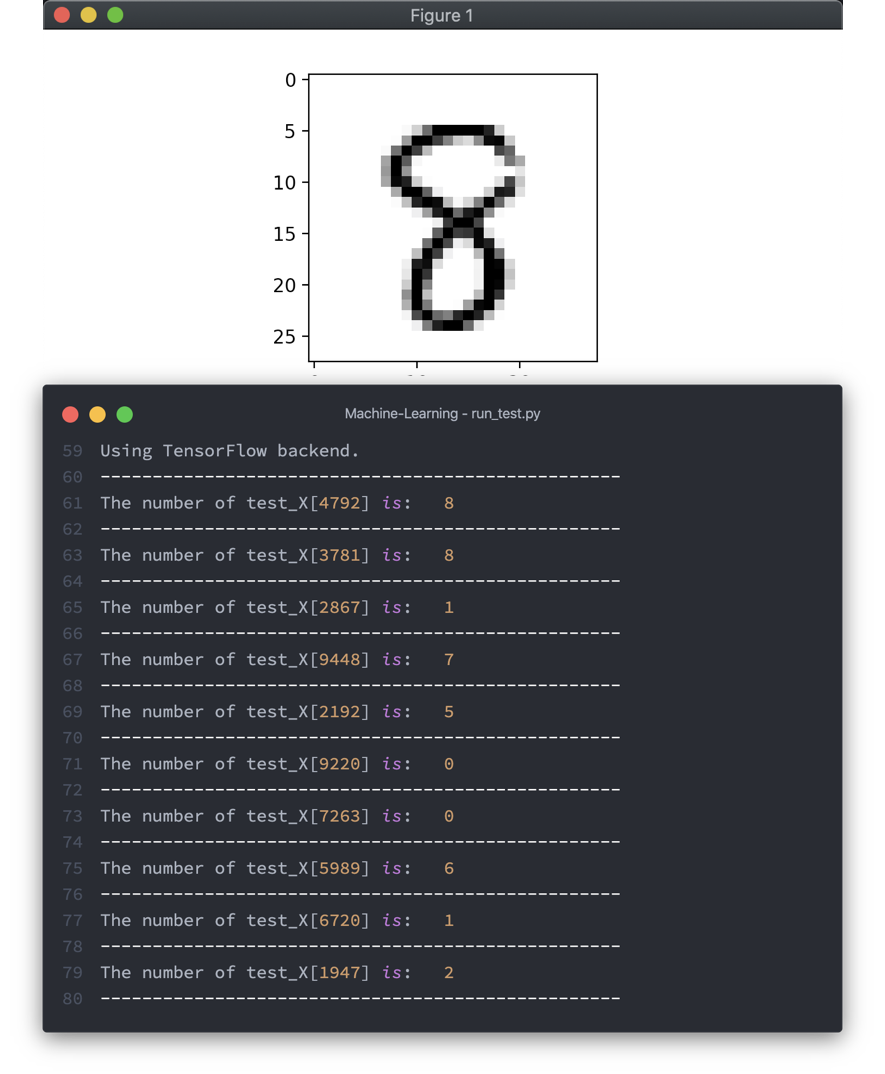 Figure 1
0
5
10
15
20
25
8
Machine-Learning - run_test.py
59 Using TensorFlow backend.
60 --------------------------------------------------
61 The number of test_X[4792] is: 8
62 --------------------------------------------------
63 The number of test_X[3781] is: 8
64 --------------------------------------------------
65 The number of test_X[2867] is: 1
66 --------------------------------------------------
67 The number of test_X[9448] is: 7
68 --------------------------------------------------
69 The number of test_X[2192] is: 5
70 --------------------------------------------------
71 The number of test_X[9220] is: 0
72 --------------------------------------------------
73 The number of test_X[7263] is: 0
74 --------------------------------------------------
75 The number of test_X[5989] is: 6
76 --------------------------------------------------
77 The number of test_X[6720] is: 1
78 --------------------------------------------------
79 The number of test_X[1947] is: 2
80 --------------------------------------------------